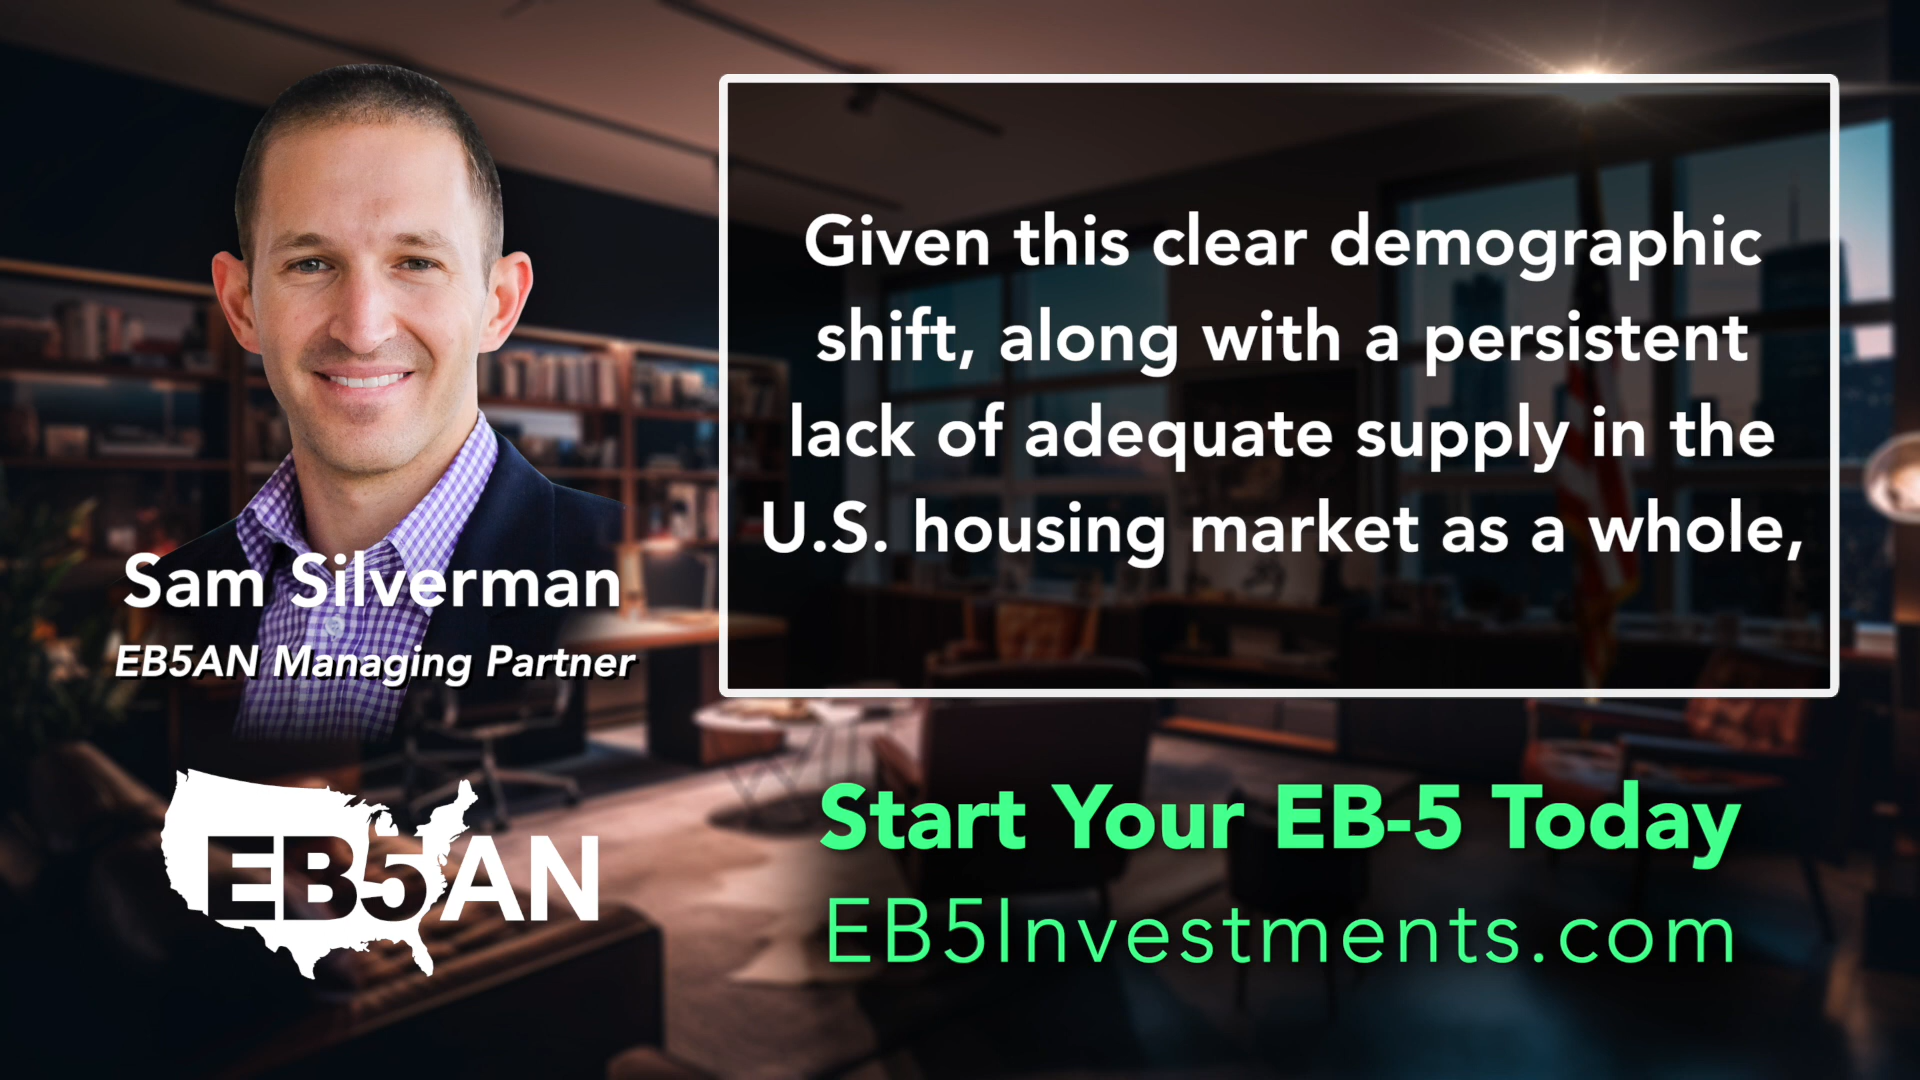 Given this clear demographic
shift, along with a persistent
lack of adequate supply in the
U.S. housing market as a whole,
Sam Silverman
EB5AN Managing Partner
EB5AN
Start Your EB-5 Today
EB5Investments.com